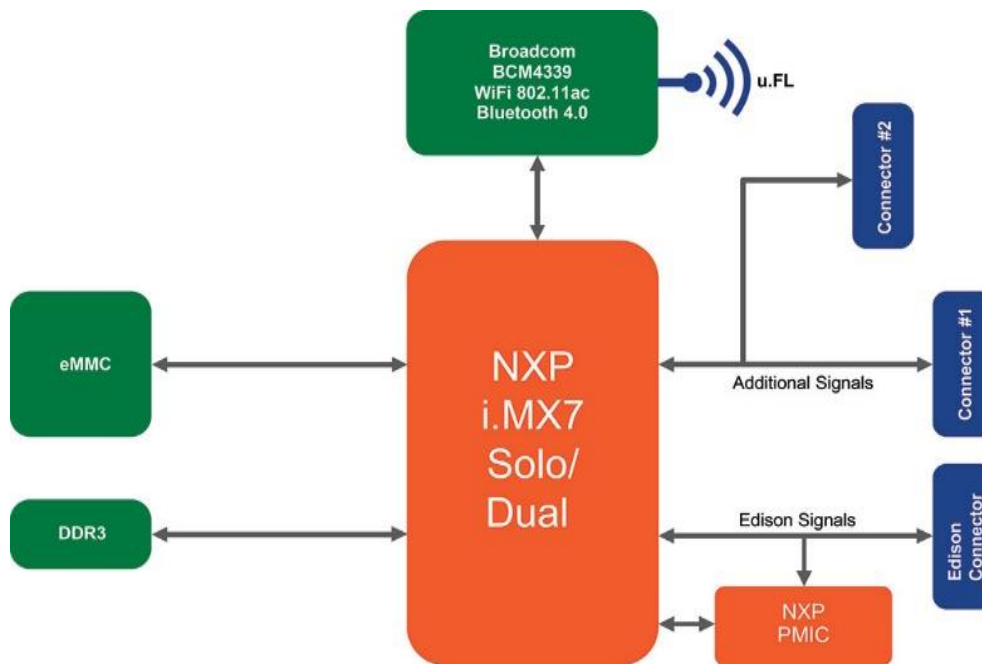 Broadcom
BCM4339
WiFi 802.11ac
Bluetooth 4.0
u.FL
Connector #2
eMMC
NXP
i.MX7
Solo/
Dual
Additional Signals
Connector #1
DDR3
Edison Signals
Edison
Connector
NXP
PMIC